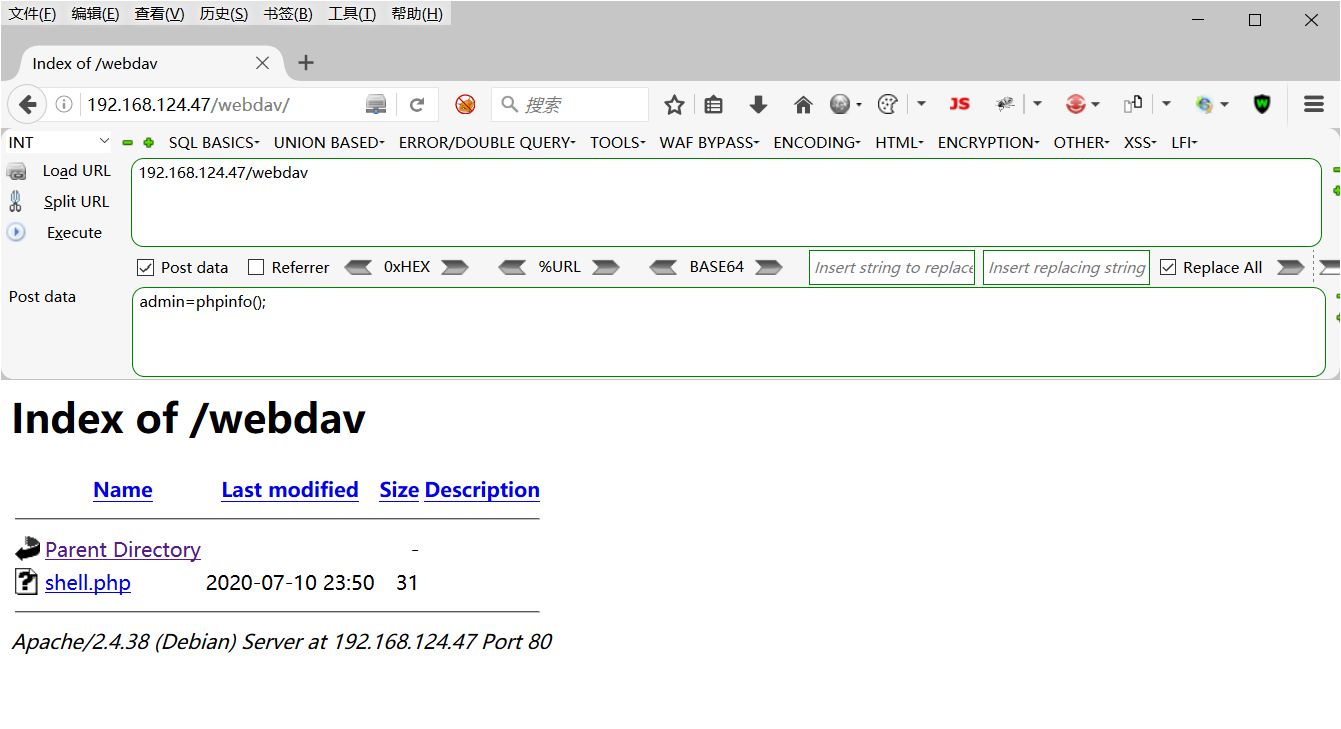 文件(F) 编辑(E) 查看(V) 历史(S) 书签(B) 工具(T) 帮助(H)
Index of /webdav
192.168.124.47/webdav/ 搜索 JS
INT SQL BASICS UNION BASED ERROR/DOUBLE QUERY TOOLS WAF BYPASS ENCODING HTML ENCRYPTION OTHER XSS LFI
Load URL 192.168.124.47/webdav
Split URL
Execute
Post data Referrer 0xHEX %URL BASE64 Insert string to replace Insert replacing string Replace All
Post data admin=phpinfo();
Index of /webdav
Name Last modified Size Description
Parent Directory -
shell.php 2020-07-10 23:50 31
Apache/2.4.38 (Debian) Server at 192.168.124.47 Port 80